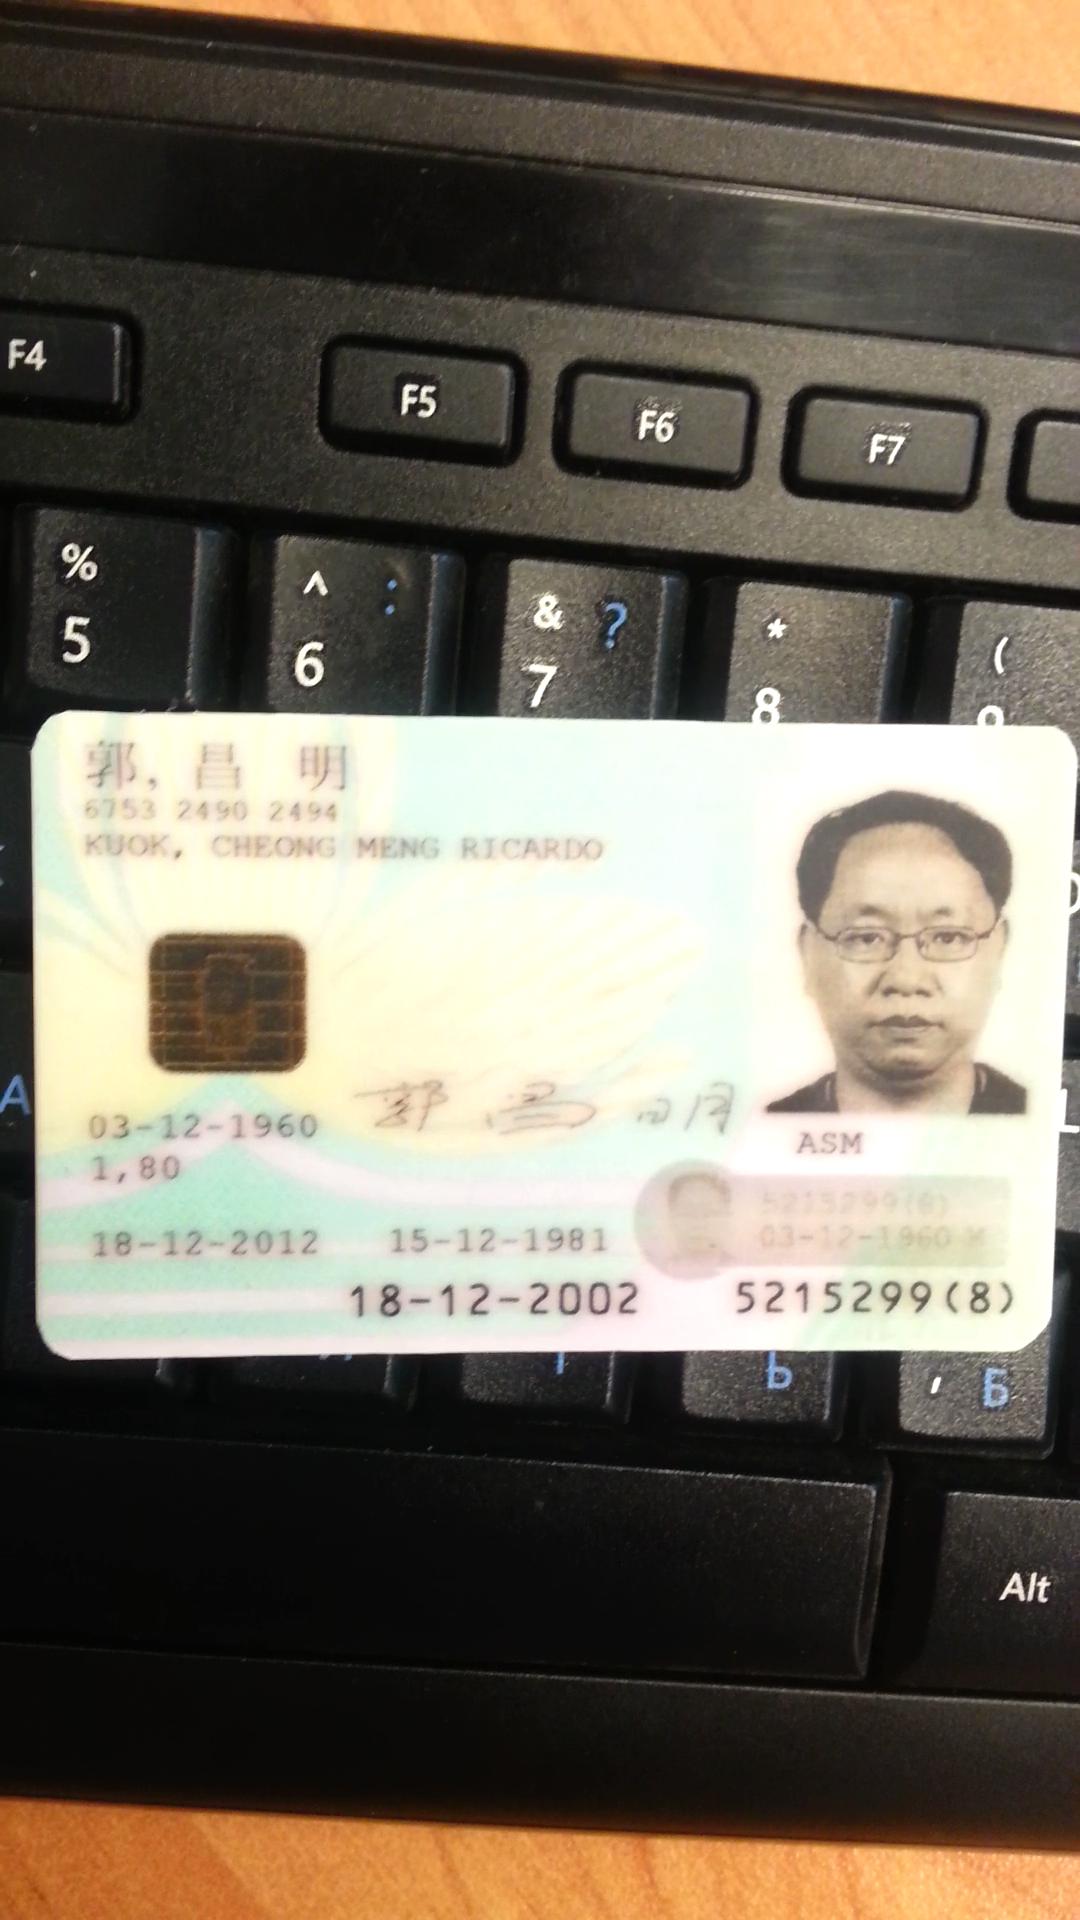 F4
F5
F6
F7
% 5
^ : 6
& ? 7
* 8
( 9
郭, 昌 明
6753 2490 2494
KUOK, CHEONG MENG RICARDO
A
L
郭 昌 明
03-12-1960
ASM
1,80
5215299(8)
03-12-1960 M
18-12-2012 15-12-1981
18-12-2002 5215299(8)
Ь
, Б
Alt